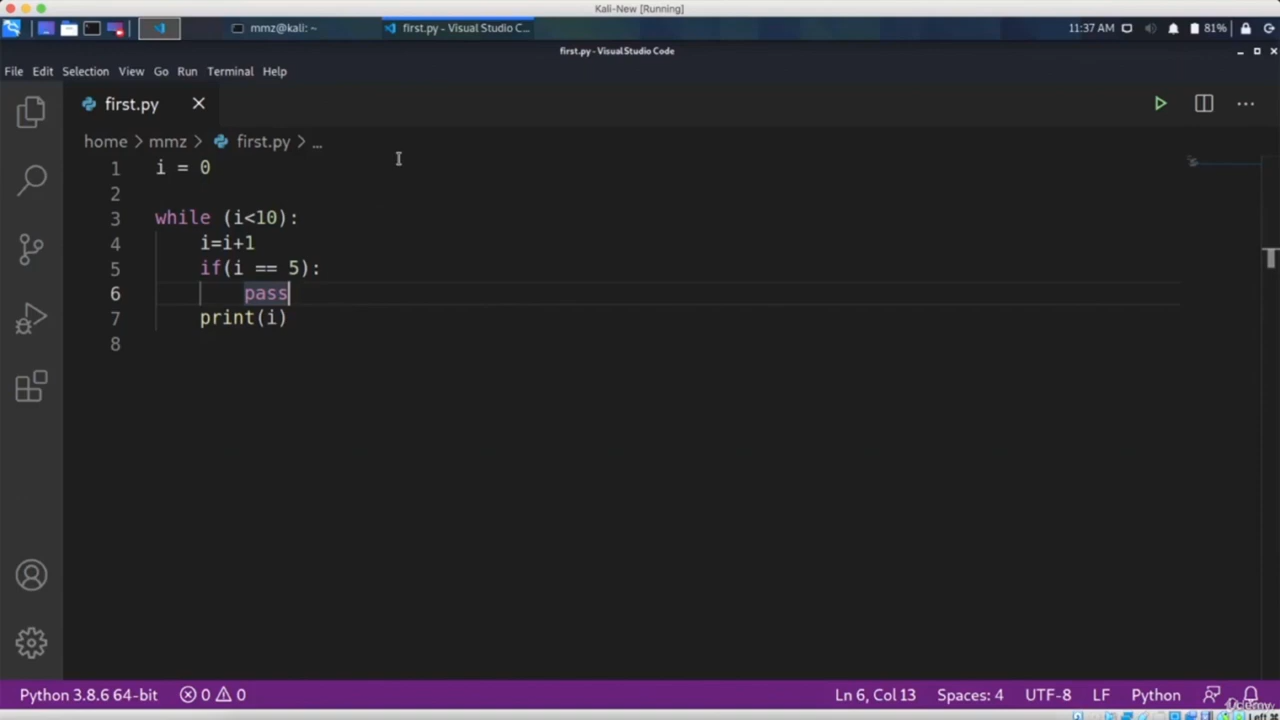 Kali-New [Running]
mmz@kali: ~
first.py - Visual Studio C...
11:37 AM
81%
first.py - Visual Studio Code
File Edit Selection View Go Run Terminal Help
first.py
home > mmz > first.py > ...
1 i = 0
2
3 while (i<10):
4     i=i+1
5     if(i == 5):
6         pass
7     print(i)
8
Python 3.8.6 64-bit 0 0 Ln 6, Col 13 Spaces: 4 UTF-8 LF Python
Udemy
Left ⌘